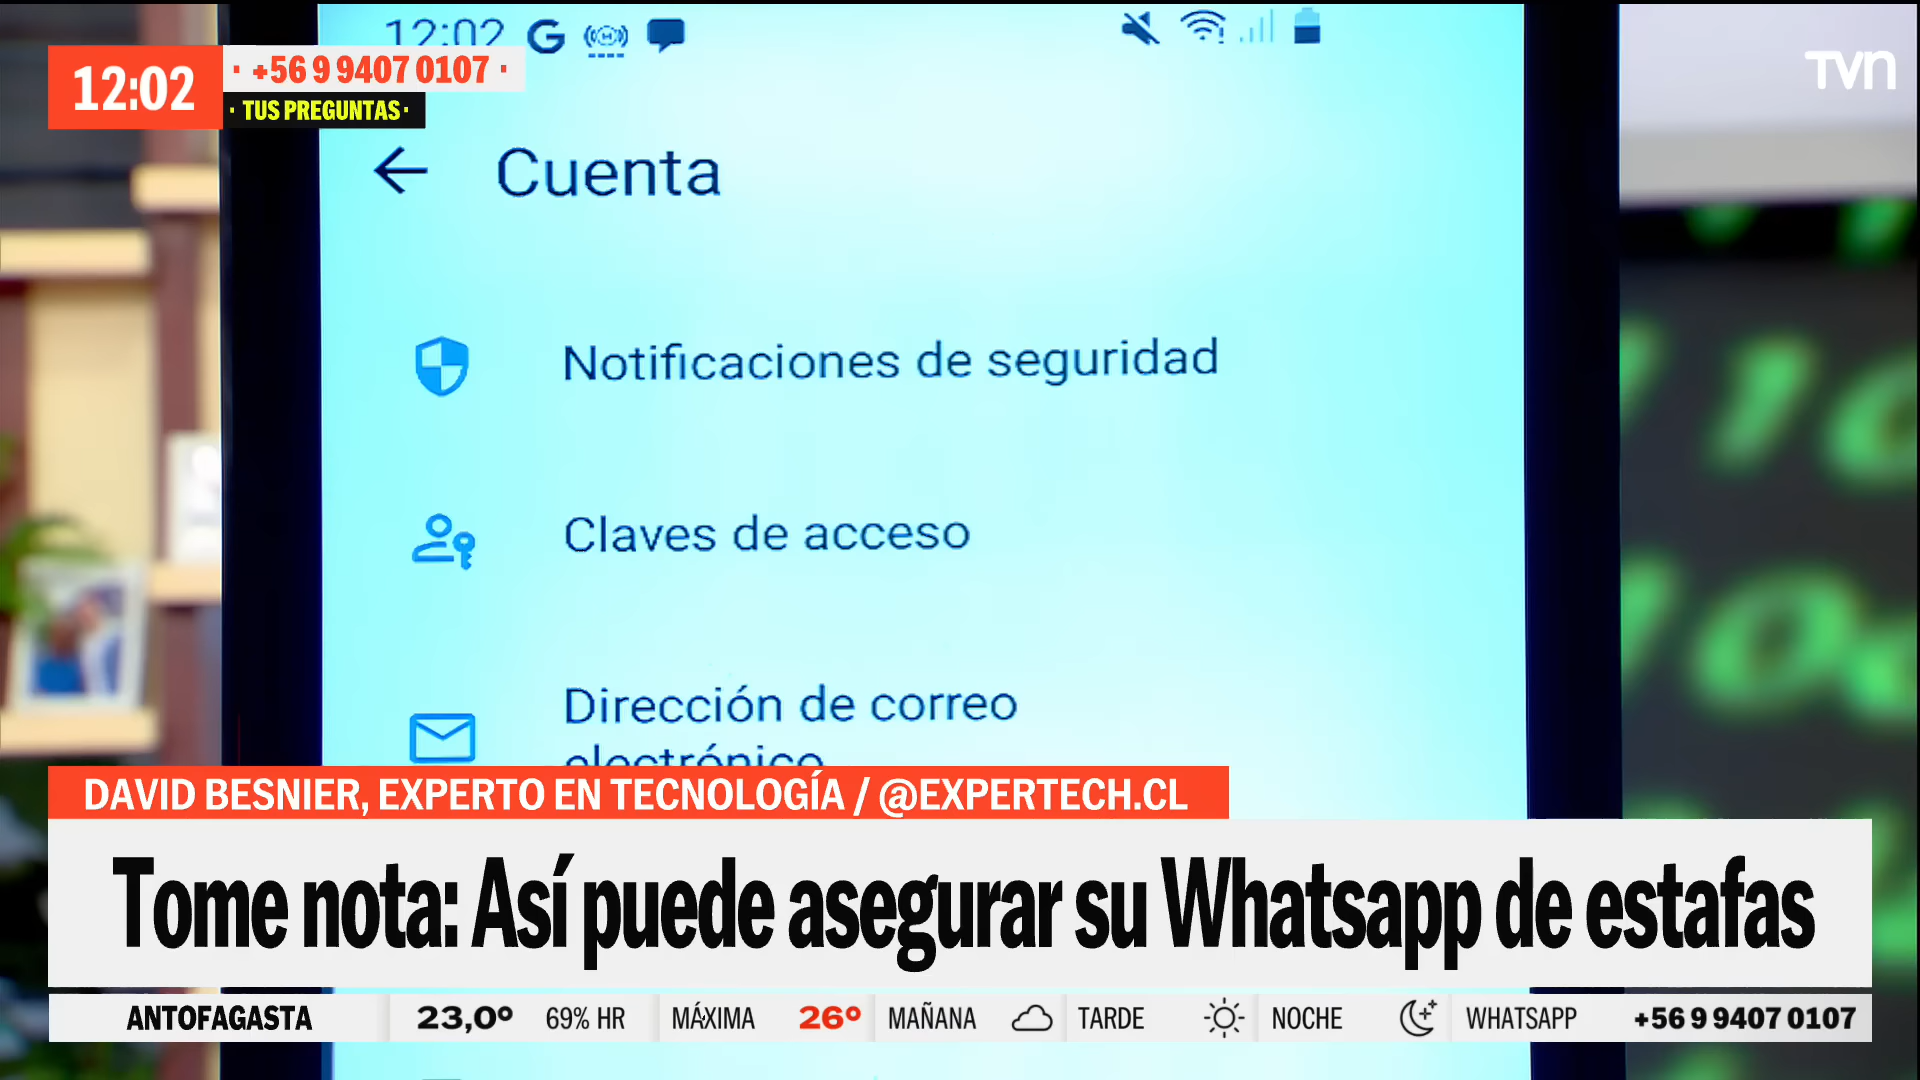 12:02
12:02
· +56 9 9407 0107 ·
· TUS PREGUNTAS ·
TVN
Cuenta
Notificaciones de seguridad
Claves de acceso
Dirección de correo
electrónico
DAVID BESNIER, EXPERTO EN TECNOLOGÍA / @EXPERTECH.CL
Tome nota: Así puede asegurar su Whatsapp de estafas
ANTOFAGASTA 23,0° 69% HR MÁXIMA 26° MAÑANA TARDE NOCHE WHATSAPP +56 9 9407 0107